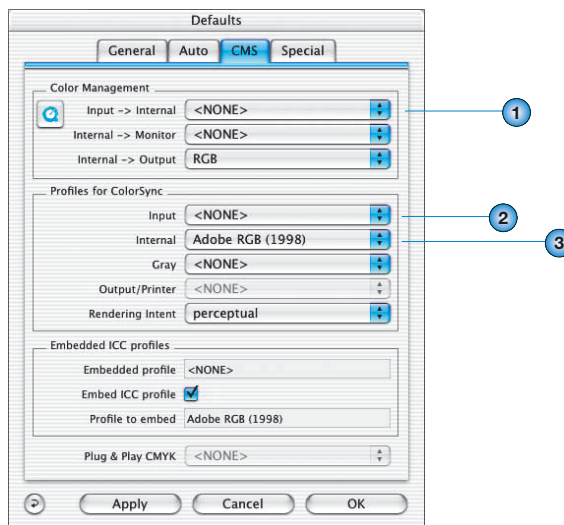 Defaults
General Auto CMS Special
Color Management
Input -> Internal <NONE>
1
Internal -> Monitor <NONE>
Internal -> Output RGB
Profiles for ColorSync
Input <NONE>
2
Internal Adobe RGB (1998)
3
Gray <NONE>
Output/Printer <NONE>
Rendering Intent perceptual
Embedded ICC profiles
Embedded profile <NONE>
Embed ICC profile
Profile to embed Adobe RGB (1998)
Plug & Play CMYK <NONE>
Apply Cancel OK